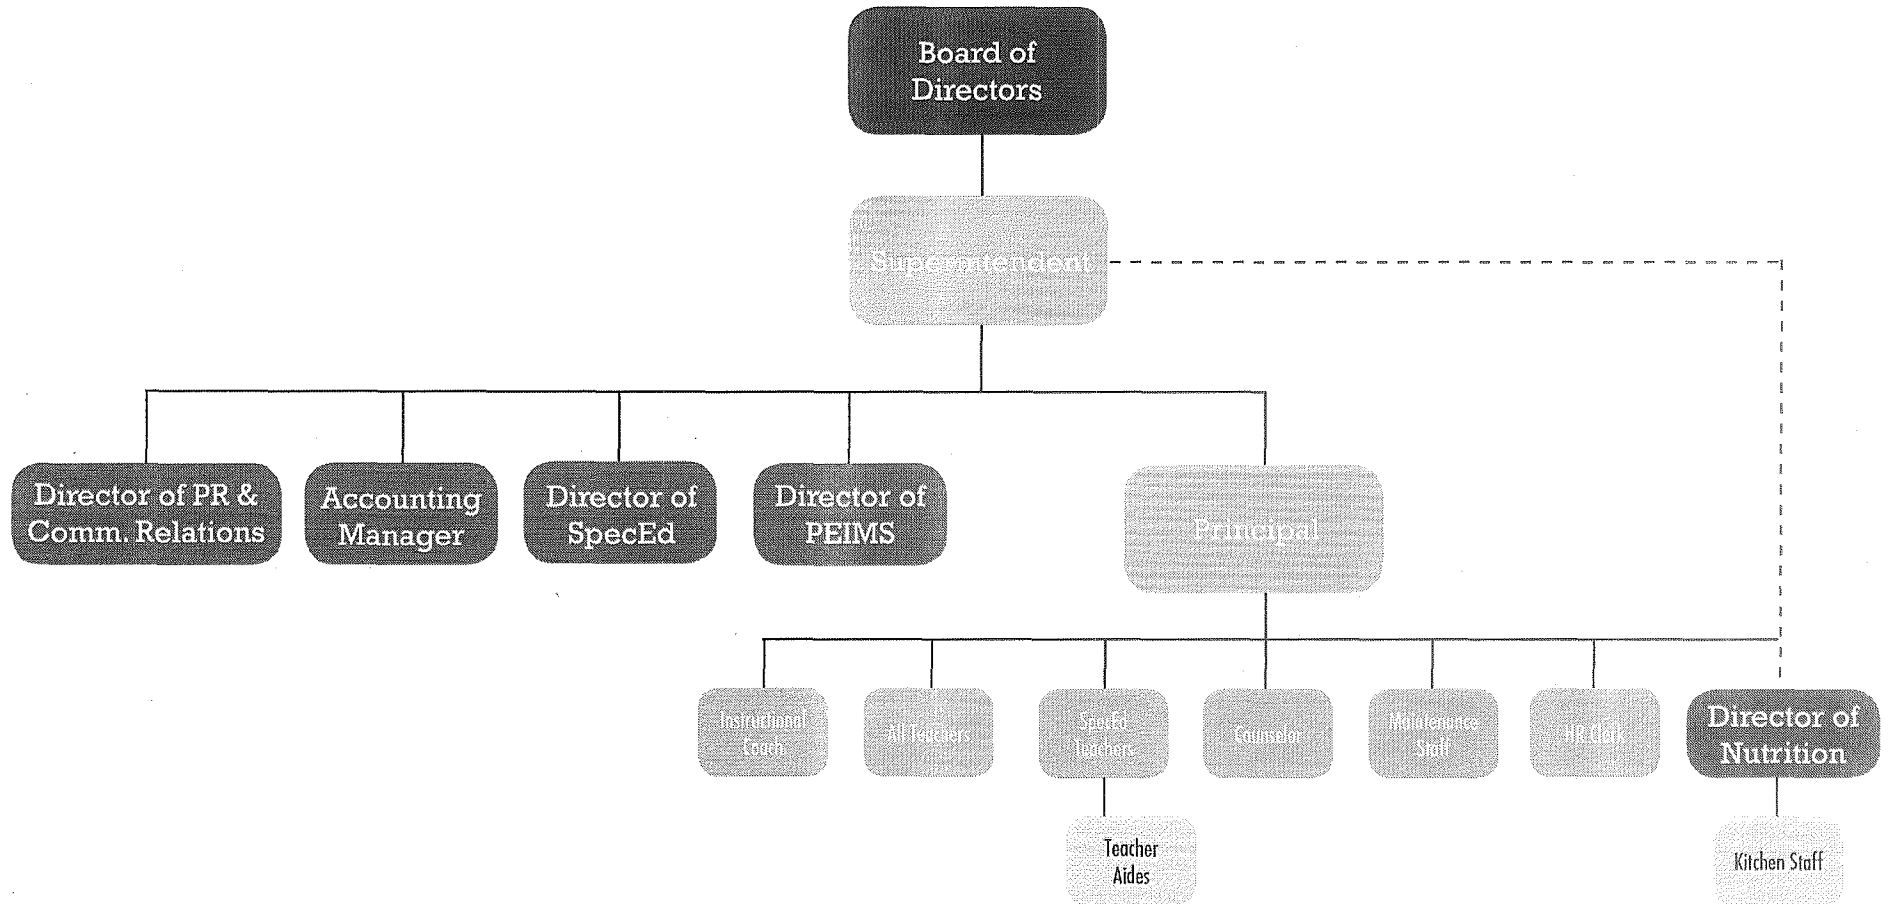 Board of
Directors
Superintendent
Director of PR &
Comm. Relations
Accounting
Manager
Director of
SpecEd
Director of
PEIMS
Principal
Instructional
Coach
All Teachers
SpecEd
Teachers
Counselor
Maintenance
Staff
HR Clerk
Director of
Nutrition
Teacher
Aides
Kitchen Staff